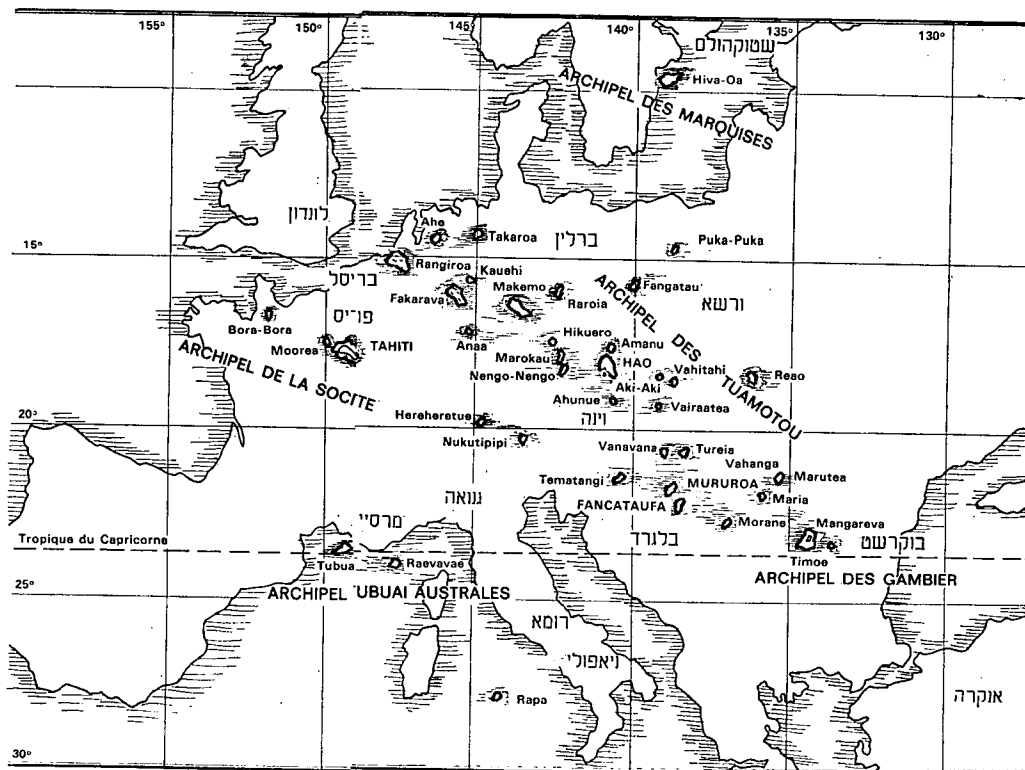 155°
150°
145°
140°
135°
130°
שטוקהולם
Hiva-Oa
ARCHIPEL DES MARQUISES
לונדון
Ahe
Takaroa
ברלין
Puka-Puka
15°
Rangiroa
Kauehi
בריסל
Fakarava
Makemo
Raroia
Fangatau
ורשא
Bora-Bora
פריס
Moorea
TAHITI
Anaa
Hikuero
Amanu
ARCHIPEL DES TUAMOTOU
Marokau
HAO
Vahitahi
Reao
Nengo-Nengo
Aki-Aki
ARCHIPEL DE LA SOCITE
Ahunue
Vairaatea
20°
Hereheretue
וינה
Nukutipipi
Vanavana
Tureia
Vahanga
Tematangi
MURUROA
Marutea
FANCATAUFA
Maria
גנואה
מרסיי
Morane
Mangareva
בלגרד
בוקרשט
Tropique du Capricorne
Tubua
Raevavae
Timoe
25°
ARCHIPEL UBUAI AUSTRALES
ARCHIPEL DES GAMBIER
רומא
ניאפולי
Rapa
אנקרה
30°